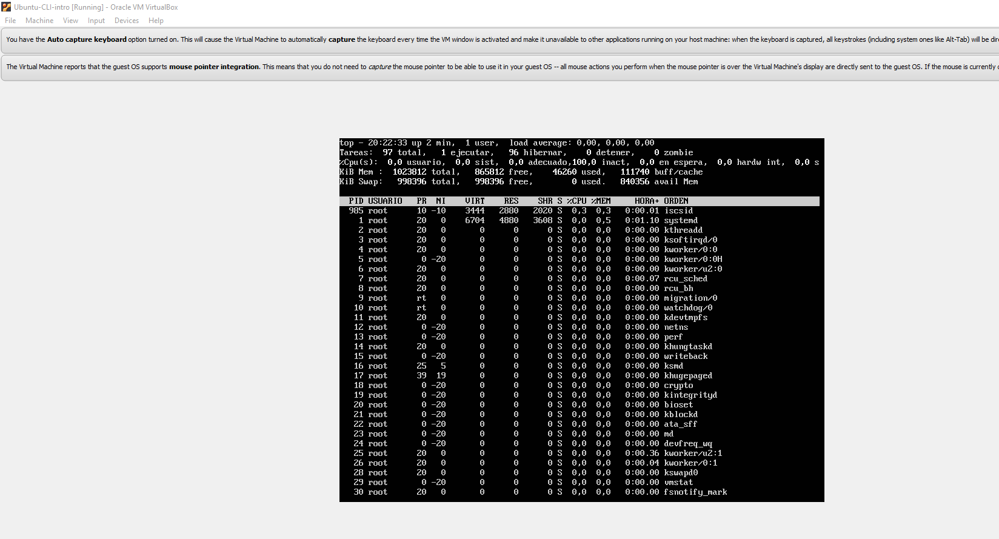 Ubuntu-CLI-intro [Running] - Oracle VM VirtualBox
File Machine View Input Devices Help
You have the Auto capture keyboard option turned on. This will cause the Virtual Machine to automatically capture the keyboard every time the VM window is activated and make it unavailable to other applications running on your host machine: when the keyboard is captured, all keystrokes (including system ones like Alt-Tab) will be dire
The Virtual Machine reports that the guest OS supports mouse pointer integration. This means that you do not need to capture the mouse pointer to be able to use it in your guest OS -- all mouse actions you perform when the mouse pointer is over the Virtual Machine's display are directly sent to the guest OS. If the mouse is currently
top - 20:22:33 up 2 min,  1 user,  load average: 0,00, 0,00, 0,00
Tareas:  97 total,   1 ejecutar,   96 hibernar,    0 detener,    0 zombie
%Cpu(s):  0,0 usuario,  0,0 sist,  0,0 adecuado,100,0 inact,  0,0 en espera,  0,0 hardw int,  0,0 s
KiB Mem :  1023812 total,   865812 free,    46260 used,   111740 buff/cache
KiB Swap:   998396 total,   998396 free,        0 used.   840356 avail Mem
PID USUARIO   PR  NI    VIRT    RES    SHR S %CPU %MEM     HORA+ ORDEN
985 root      10 -10    3444   2880   2020 S  0,3  0,3   0:00.01 iscsid
1 root      20   0    6704   4880   3608 S  0,0  0,5   0:01.10 systemd
2 root      20   0       0      0      0 S  0,0  0,0   0:00.00 kthreadd
3 root      20   0       0      0      0 S  0,0  0,0   0:00.00 ksoftirqd/0
4 root      20   0       0      0      0 S  0,0  0,0   0:00.00 kworker/0:0
5 root       0 -20       0      0      0 S  0,0  0,0   0:00.00 kworker/0:0H
6 root      20   0       0      0      0 S  0,0  0,0   0:00.00 kworker/u2:0
7 root      20   0       0      0      0 S  0,0  0,0   0:00.07 rcu_sched
8 root      20   0       0      0      0 S  0,0  0,0   0:00.00 rcu_bh
9 root      rt   0       0      0      0 S  0,0  0,0   0:00.00 migration/0
10 root      rt   0       0      0      0 S  0,0  0,0   0:00.00 watchdog/0
11 root      20   0       0      0      0 S  0,0  0,0   0:00.00 kdevtmpfs
12 root       0 -20       0      0      0 S  0,0  0,0   0:00.00 netns
13 root       0 -20       0      0      0 S  0,0  0,0   0:00.00 perf
14 root      20   0       0      0      0 S  0,0  0,0   0:00.00 khungtaskd
15 root       0 -20       0      0      0 S  0,0  0,0   0:00.00 writeback
16 root      25   5       0      0      0 S  0,0  0,0   0:00.00 ksmd
17 root      39  19       0      0      0 S  0,0  0,0   0:00.00 khugepaged
18 root       0 -20       0      0      0 S  0,0  0,0   0:00.00 crypto
19 root       0 -20       0      0      0 S  0,0  0,0   0:00.00 kintegrityd
20 root       0 -20       0      0      0 S  0,0  0,0   0:00.00 bioset
21 root       0 -20       0      0      0 S  0,0  0,0   0:00.00 kblockd
22 root       0 -20       0      0      0 S  0,0  0,0   0:00.00 ata_sff
23 root       0 -20       0      0      0 S  0,0  0,0   0:00.00 md
24 root       0 -20       0      0      0 S  0,0  0,0   0:00.00 devfreq_wq
25 root      20   0       0      0      0 S  0,0  0,0   0:00.36 kworker/u2:1
26 root      20   0       0      0      0 S  0,0  0,0   0:00.04 kworker/0:1
28 root      20   0       0      0      0 S  0,0  0,0   0:00.00 kswapd0
29 root       0 -20       0      0      0 S  0,0  0,0   0:00.00 vmstat
30 root      20   0       0      0      0 S  0,0  0,0   0:00.00 fsnotify_mark